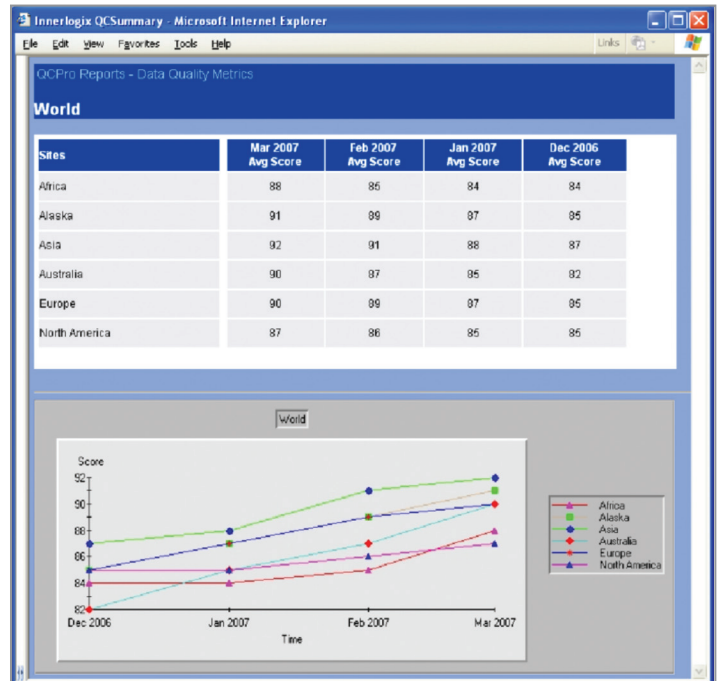 Innerlogix QCSummary - Microsoft Internet Explorer
File Edit View Favorites Tools Help Links
QCPro Reports - Data Quality Metrics
World
Sites Mar 2007 Avg Score Feb 2007 Avg Score Jan 2007 Avg Score Dec 2006 Avg Score
Africa 88 85 84 84
Alaska 91 89 87 85
Asia 92 91 88 87
Australia 90 87 85 82
Europe 90 89 87 85
North America 87 86 85 85
World
Score
92
90
88
86
84
82
Dec 2006 Jan 2007 Feb 2007 Mar 2007
Time
Africa
Alaska
Asia
Australia
Europe
North America